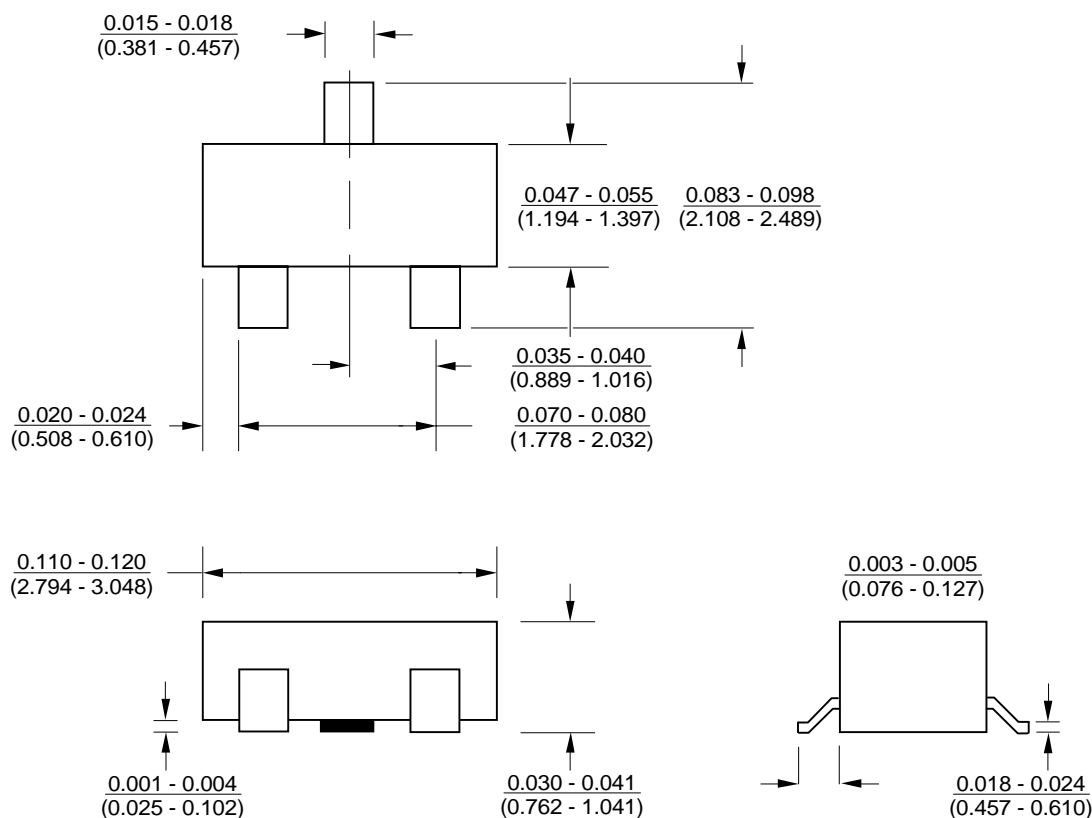 0.015 - 0.018
(0.381 - 0.457)
0.047 - 0.055
(1.194 - 1.397)
0.083 - 0.098
(2.108 - 2.489)
0.035 - 0.040
(0.889 - 1.016)
0.020 - 0.024
(0.508 - 0.610)
0.070 - 0.080
(1.778 - 2.032)
0.110 - 0.120
(2.794 - 3.048)
0.003 - 0.005
(0.076 - 0.127)
0.001 - 0.004
(0.025 - 0.102)
0.030 - 0.041
(0.762 - 1.041)
0.018 - 0.024
(0.457 - 0.610)